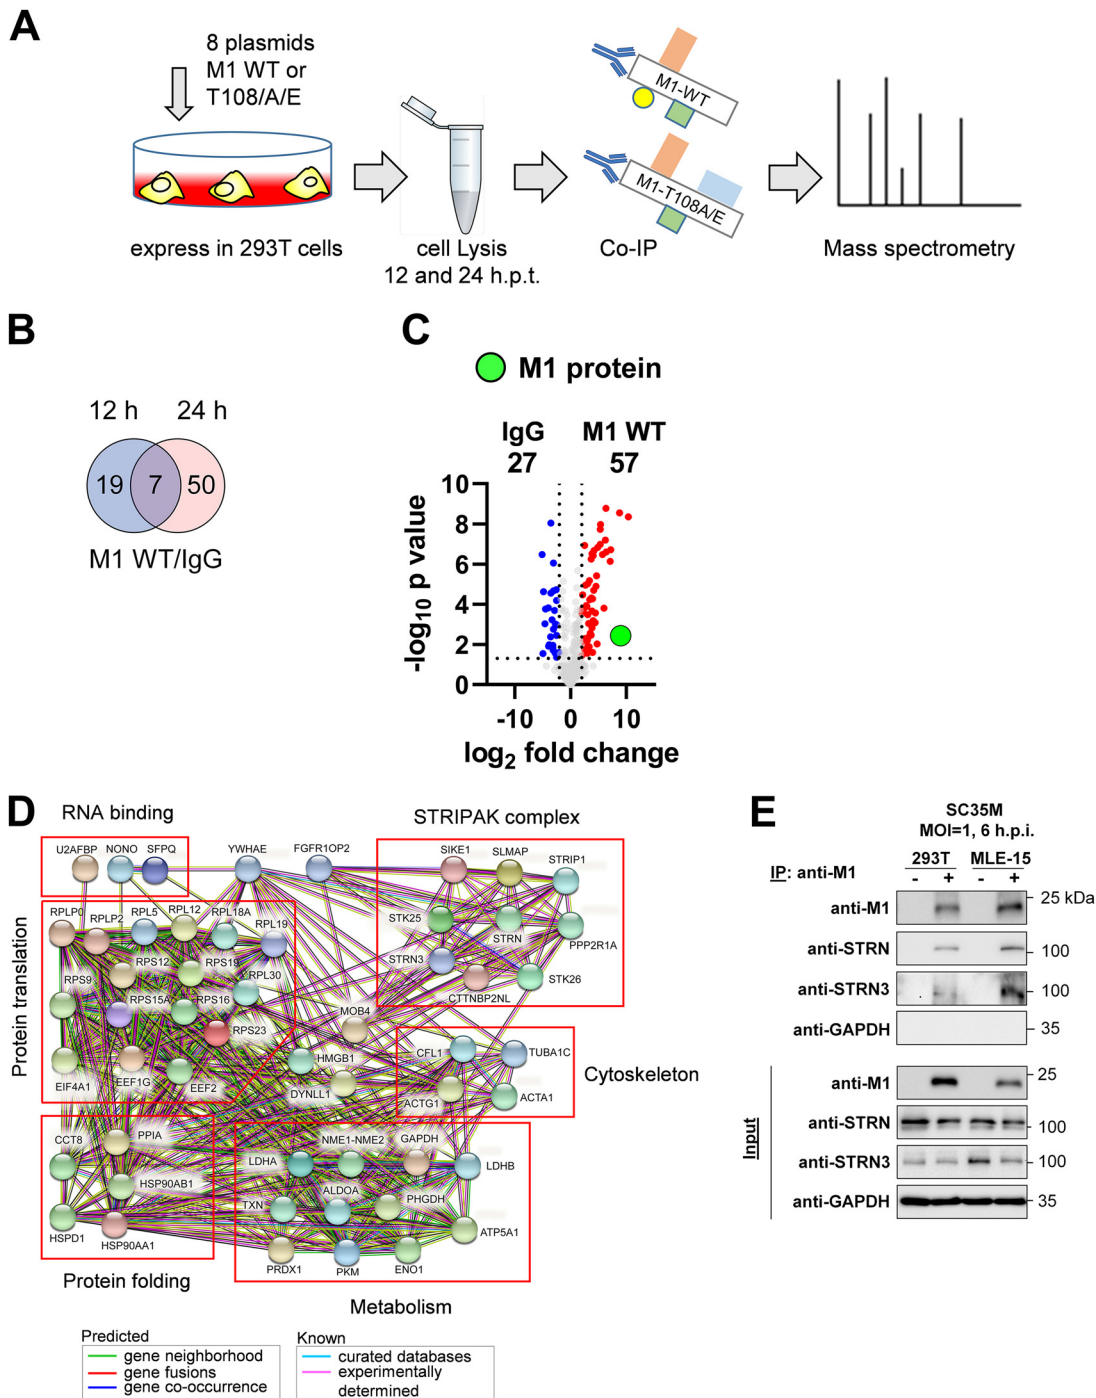 A
8 plasmids
M1 WT or
T108/A/E
express in 293T cells
cell Lysis
12 and 24 h.p.t.
M1-WT
M1-T108A/E
Co-IP
Mass spectrometry
B
12 h 24 h
19 7 50
M1 WT/IgG
C
M1 protein
IgG M1 WT
27 57
10
8
6
4
2
0
-log10 p value
-10 0 10
log2 fold change
D
RNA binding
STRIPAK complex
U2AFBP NONO SFPQ
YWHAE FGFR1OP2
SIKE1 SLMAP STRIP1
STK25 STRN PPP2R1A
STRN3 CTTNBP2NL STK26
MOB4
Protein translation
RPLP0 RPLP2 RPL5 RPL12 RPL18A RPL19
RPS12 RPS19
RPS9 RPS15A RPS16 RPL30
RPS23
EIF4A1 EEF1G EEF2
HMGB1
DYNLL1
CFL1 TUBA1C
ACTG1 ACTA1
Cytoskeleton
CCT8 PPIA
HSP90AB1
HSPD1 HSP90AA1
Protein folding
NME1-NME2 GAPDH
LDHA LDHB
ALDOA PHGDH
TXN ATP5A1
PRDX1 PKM ENO1
Metabolism
Predicted
gene neighborhood
gene fusions
gene co-occurrence
Known
curated databases
experimentally
determined
E
SC35M
MOI=1, 6 h.p.i.
293T MLE-15
IP: anti-M1 - + - +
anti-M1 25 kDa
anti-STRN 100
anti-STRN3 100
anti-GAPDH 35
Input
anti-M1 25
anti-STRN 100
anti-STRN3 100
anti-GAPDH 35